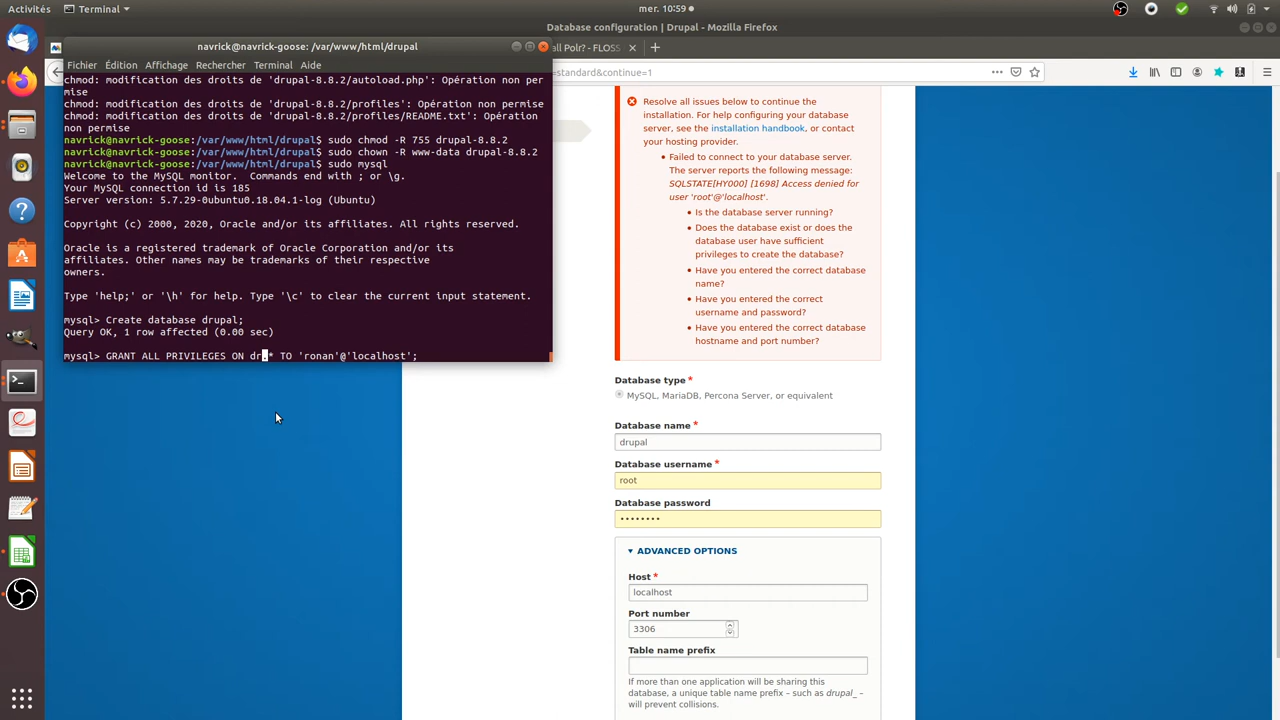 Activités
Terminal
mer. 10:59
Database configuration | Drupal - Mozilla Firefox
navrick@navrick-goose: /var/www/html/drupal
all Polr? - FLOSS
Fichier Édition Affichage Rechercher Terminal Aide
=standard&continue=1
chmod: modification des droits de 'drupal-8.8.2/autoload.php': Opération non per
mise
chmod: modification des droits de 'drupal-8.8.2/profiles': Opération non permise
chmod: modification des droits de 'drupal-8.8.2/profiles/README.txt': Opération
non permise
navrick@navrick-goose:/var/www/html/drupal$ sudo chmod -R 755 drupal-8.8.2
navrick@navrick-goose:/var/www/html/drupal$ sudo chown -R www-data drupal-8.8.2
navrick@navrick-goose:/var/www/html/drupal$ sudo mysql
Welcome to the MySQL monitor.  Commands end with ; or \g.
Your MySQL connection id is 185
Server version: 5.7.29-0ubuntu0.18.04.1-log (Ubuntu)
Copyright (c) 2000, 2020, Oracle and/or its affiliates. All rights reserved.
Oracle is a registered trademark of Oracle Corporation and/or its
affiliates. Other names may be trademarks of their respective
owners.
Type 'help;' or '\h' for help. Type '\c' to clear the current input statement.
mysql> Create database drupal;
Query OK, 1 row affected (0.00 sec)
mysql> GRANT ALL PRIVILEGES ON dr.* TO 'ronan'@'localhost';
Resolve all issues below to continue the
installation. For help configuring your database
server, see the installation handbook, or contact
your hosting provider.
Failed to connect to your database server.
The server reports the following message:
SQLSTATE[HY000] [1698] Access denied for
user 'root'@'localhost'.
Is the database server running?
Does the database exist or does the
database user have sufficient
privileges to create the database?
Have you entered the correct database
name?
Have you entered the correct
username and password?
Have you entered the correct database
hostname and port number?
Database type *
MySQL, MariaDB, Percona Server, or equivalent
Database name *
drupal
Database username *
root
Database password
••••••••
ADVANCED OPTIONS
Host *
localhost
Port number
3306
Table name prefix
If more than one application will be sharing this
database, a unique table name prefix – such as drupal_ –
will prevent collisions.